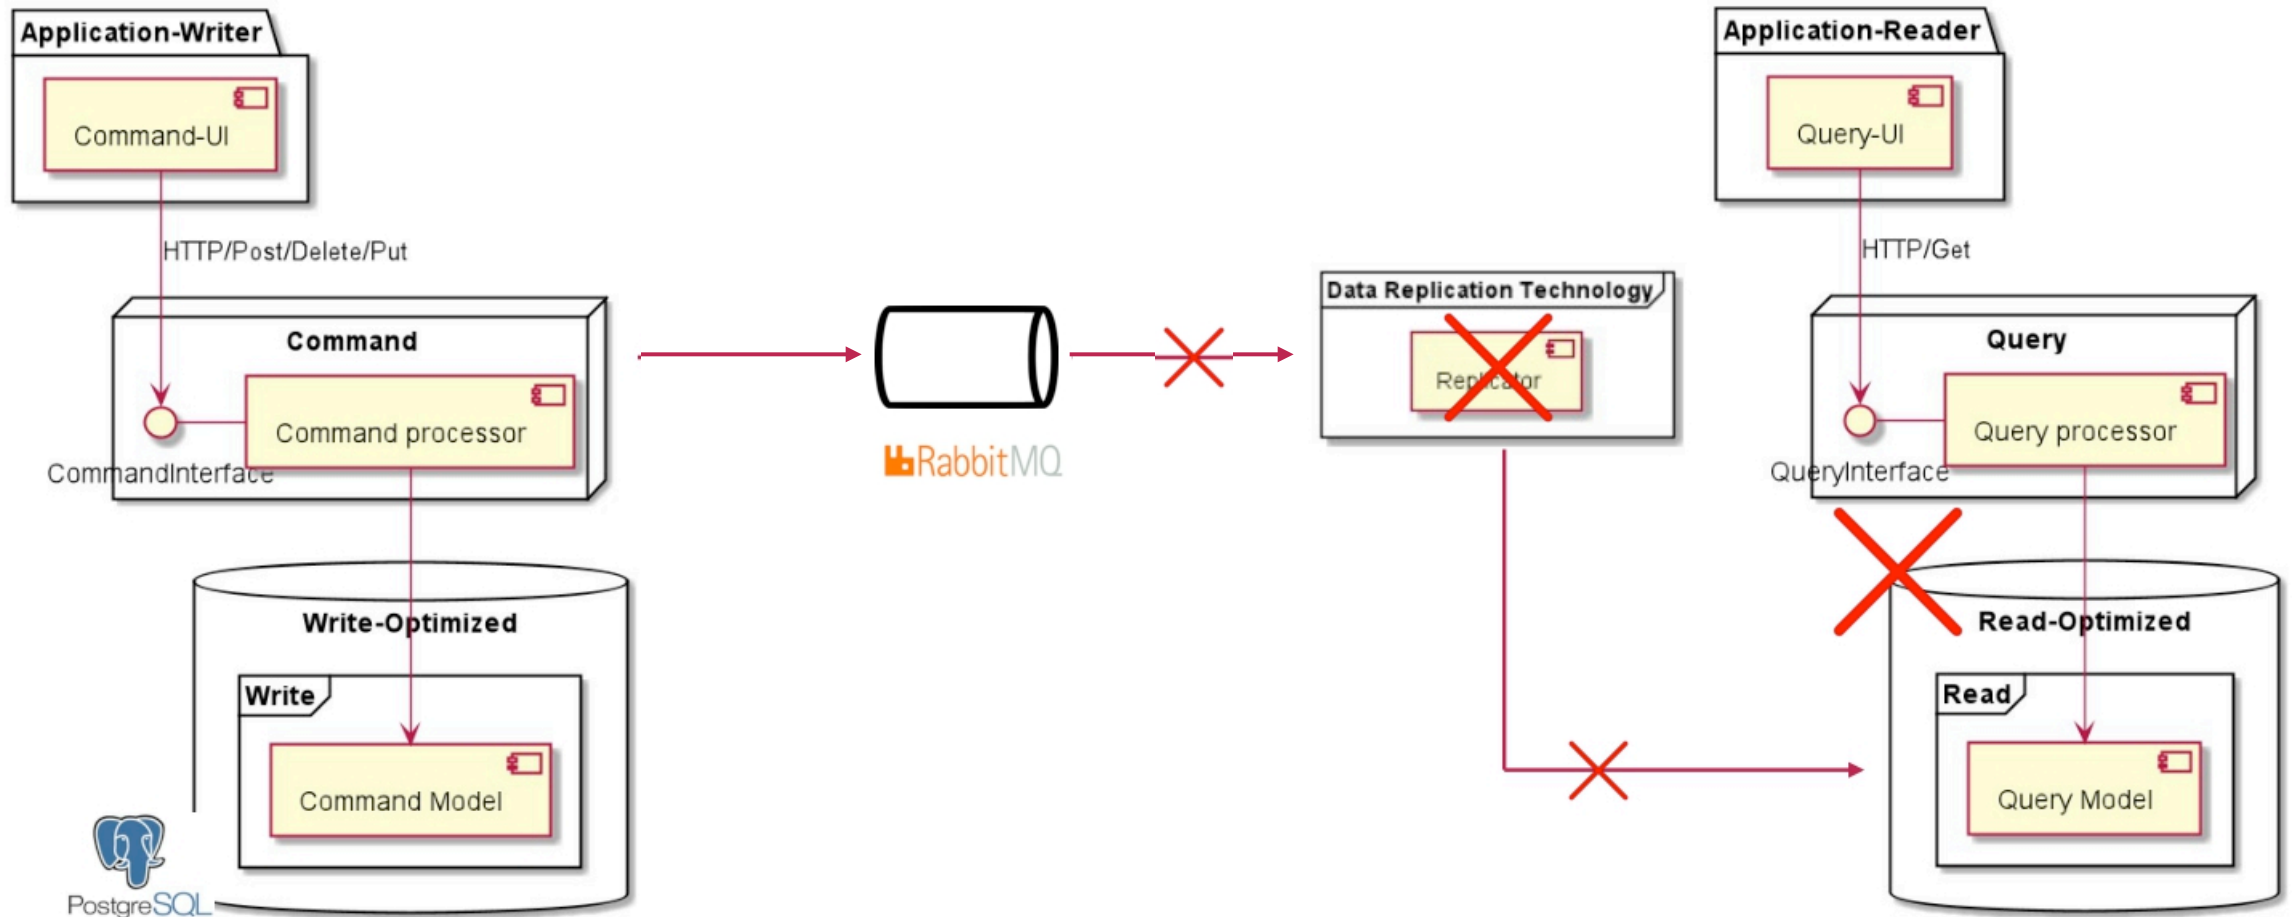 Application-Writer
Command-UI
HTTP/Post/Delete/Put
Command
Command processor
CommandInterface
Write-Optimized
Write
Command Model
PostgreSQL
RabbitMQ
Data Replication Technology
Replicator
Application-Reader
Query-UI
HTTP/Get
Query
Query processor
QueryInterface
Read-Optimized
Read
Query Model